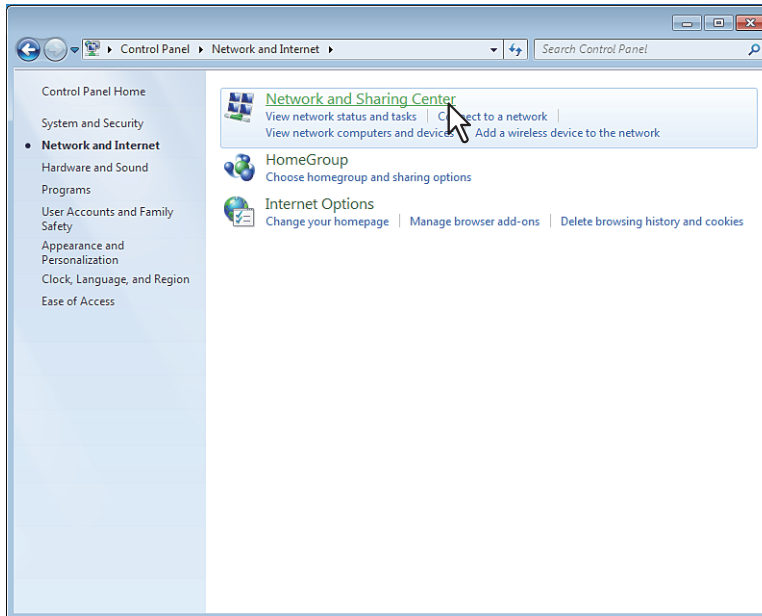 Control Panel
Network and Internet
Search Control Panel
Control Panel Home
System and Security
Network and Internet
Hardware and Sound
Programs
User Accounts and Family
Safety
Appearance and
Personalization
Clock, Language, and Region
Ease of Access
Network and Sharing Center
View network status and tasks
Connect to a network
View network computers and devices
Add a wireless device to the network
HomeGroup
Choose homegroup and sharing options
Internet Options
Change your homepage
Manage browser add-ons
Delete browsing history and cookies